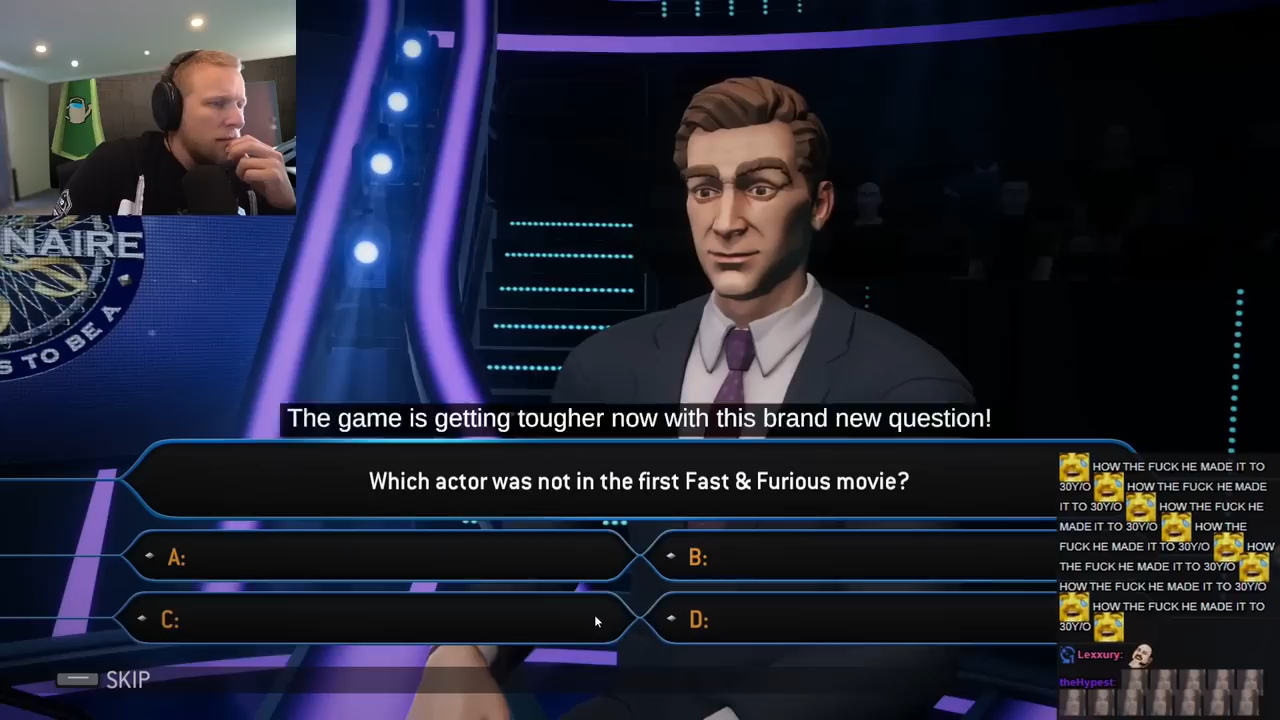 NAIRE
S TO BE A
The game is getting tougher now with this brand new question!
Which actor was not in the first Fast & Furious movie?
A:
B:
C:
D:
SKIP
HOW THE FUCK HE MADE IT TO
30Y/O HOW THE FUCK HE MADE
IT TO 30Y/O HOW THE FUCK HE
MADE IT TO 30Y/O HOW THE
FUCK HE MADE IT TO 30Y/O HOW
THE FUCK HE MADE IT TO 30Y/O
HOW THE FUCK HE MADE IT TO 30Y/O
HOW THE FUCK HE MADE IT TO
30Y/O
Lexxury:
theHypest: